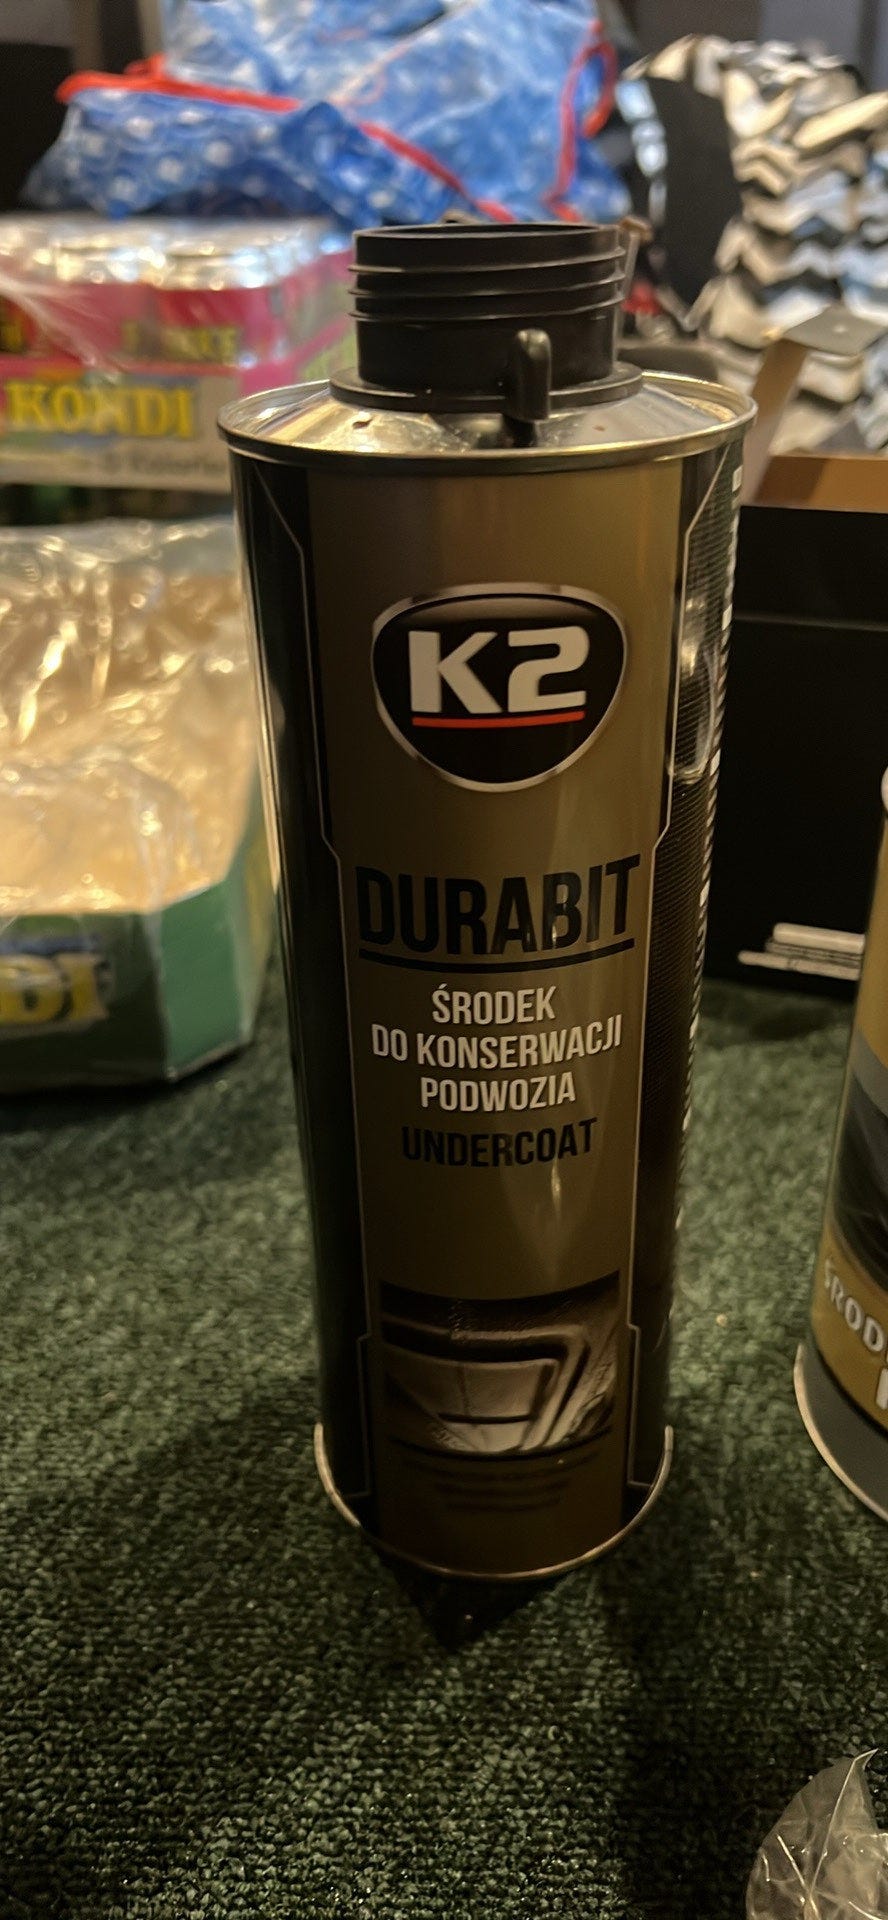 KONDI
K2
DURABIT
ŚRODEK
DO KONSERWACJI
PODWOZIA
UNDERCOAT